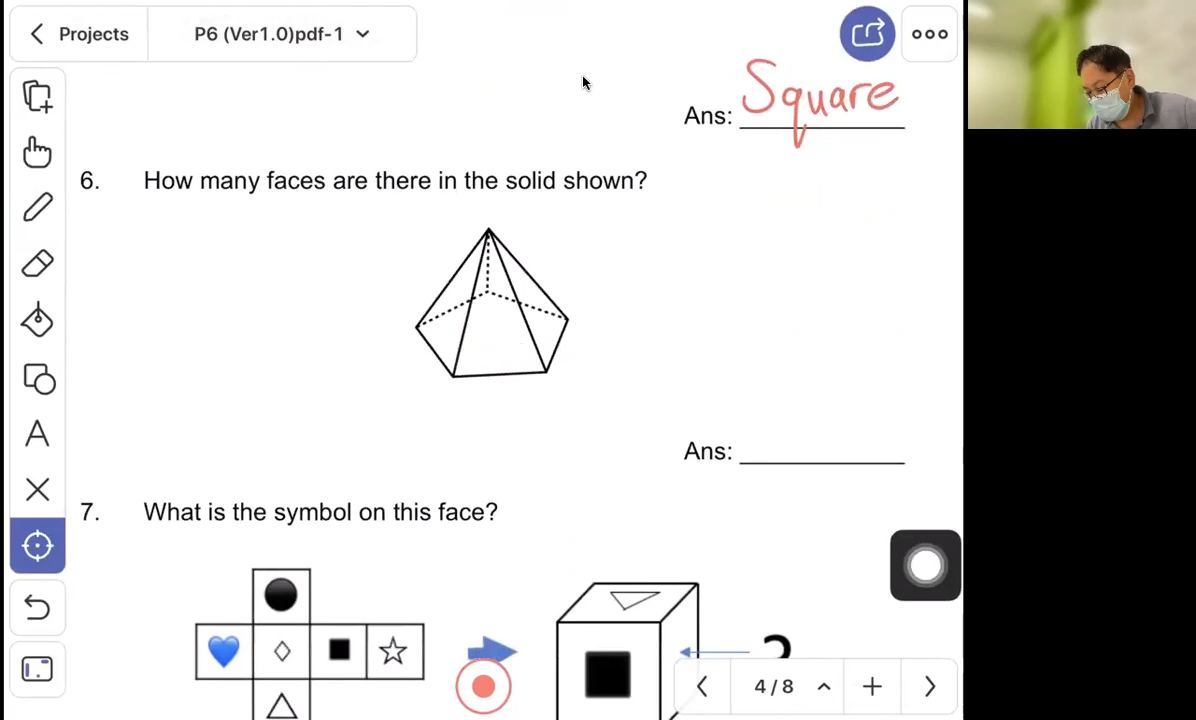 Projects
P6 (Ver1.0)pdf-1
Ans: Square
6. How many faces are there in the solid shown?
Ans:
7. What is the symbol on this face?
A
?
4 / 8